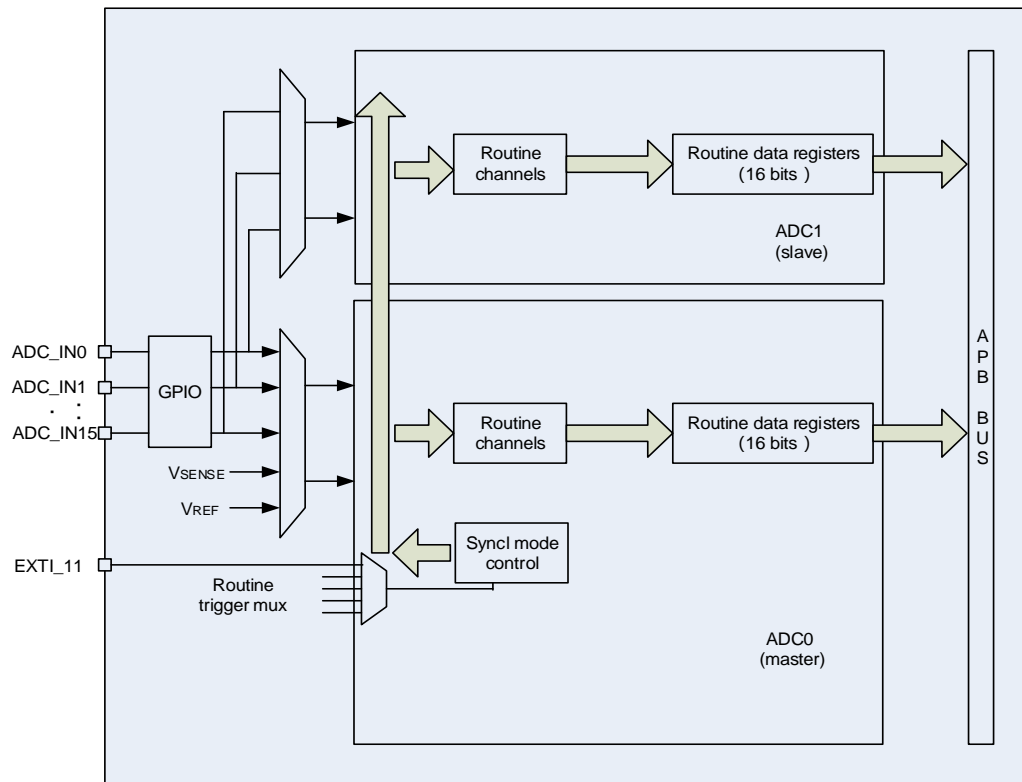 Routine
channels
Routine data registers
(16 bits )
ADC1
(slave)
ADC_IN0
ADC_IN1
ADC_IN15
GPIO
VSENSE
VREF
Routine
channels
Routine data registers
(16 bits )
A
P
B
B
U
S
EXTI_11
Routine
trigger mux
Syncl mode
control
ADC0
(master)